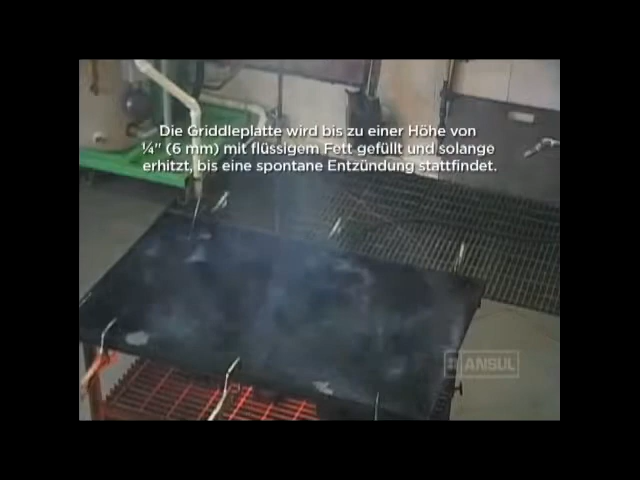 Die Griddleplatte wird bis zu einer Höhe von
¼" (6 mm) mit flüssigem Fett gefüllt und solange
erhitzt, bis eine spontane Entzündung stattfindet.
ANSUL